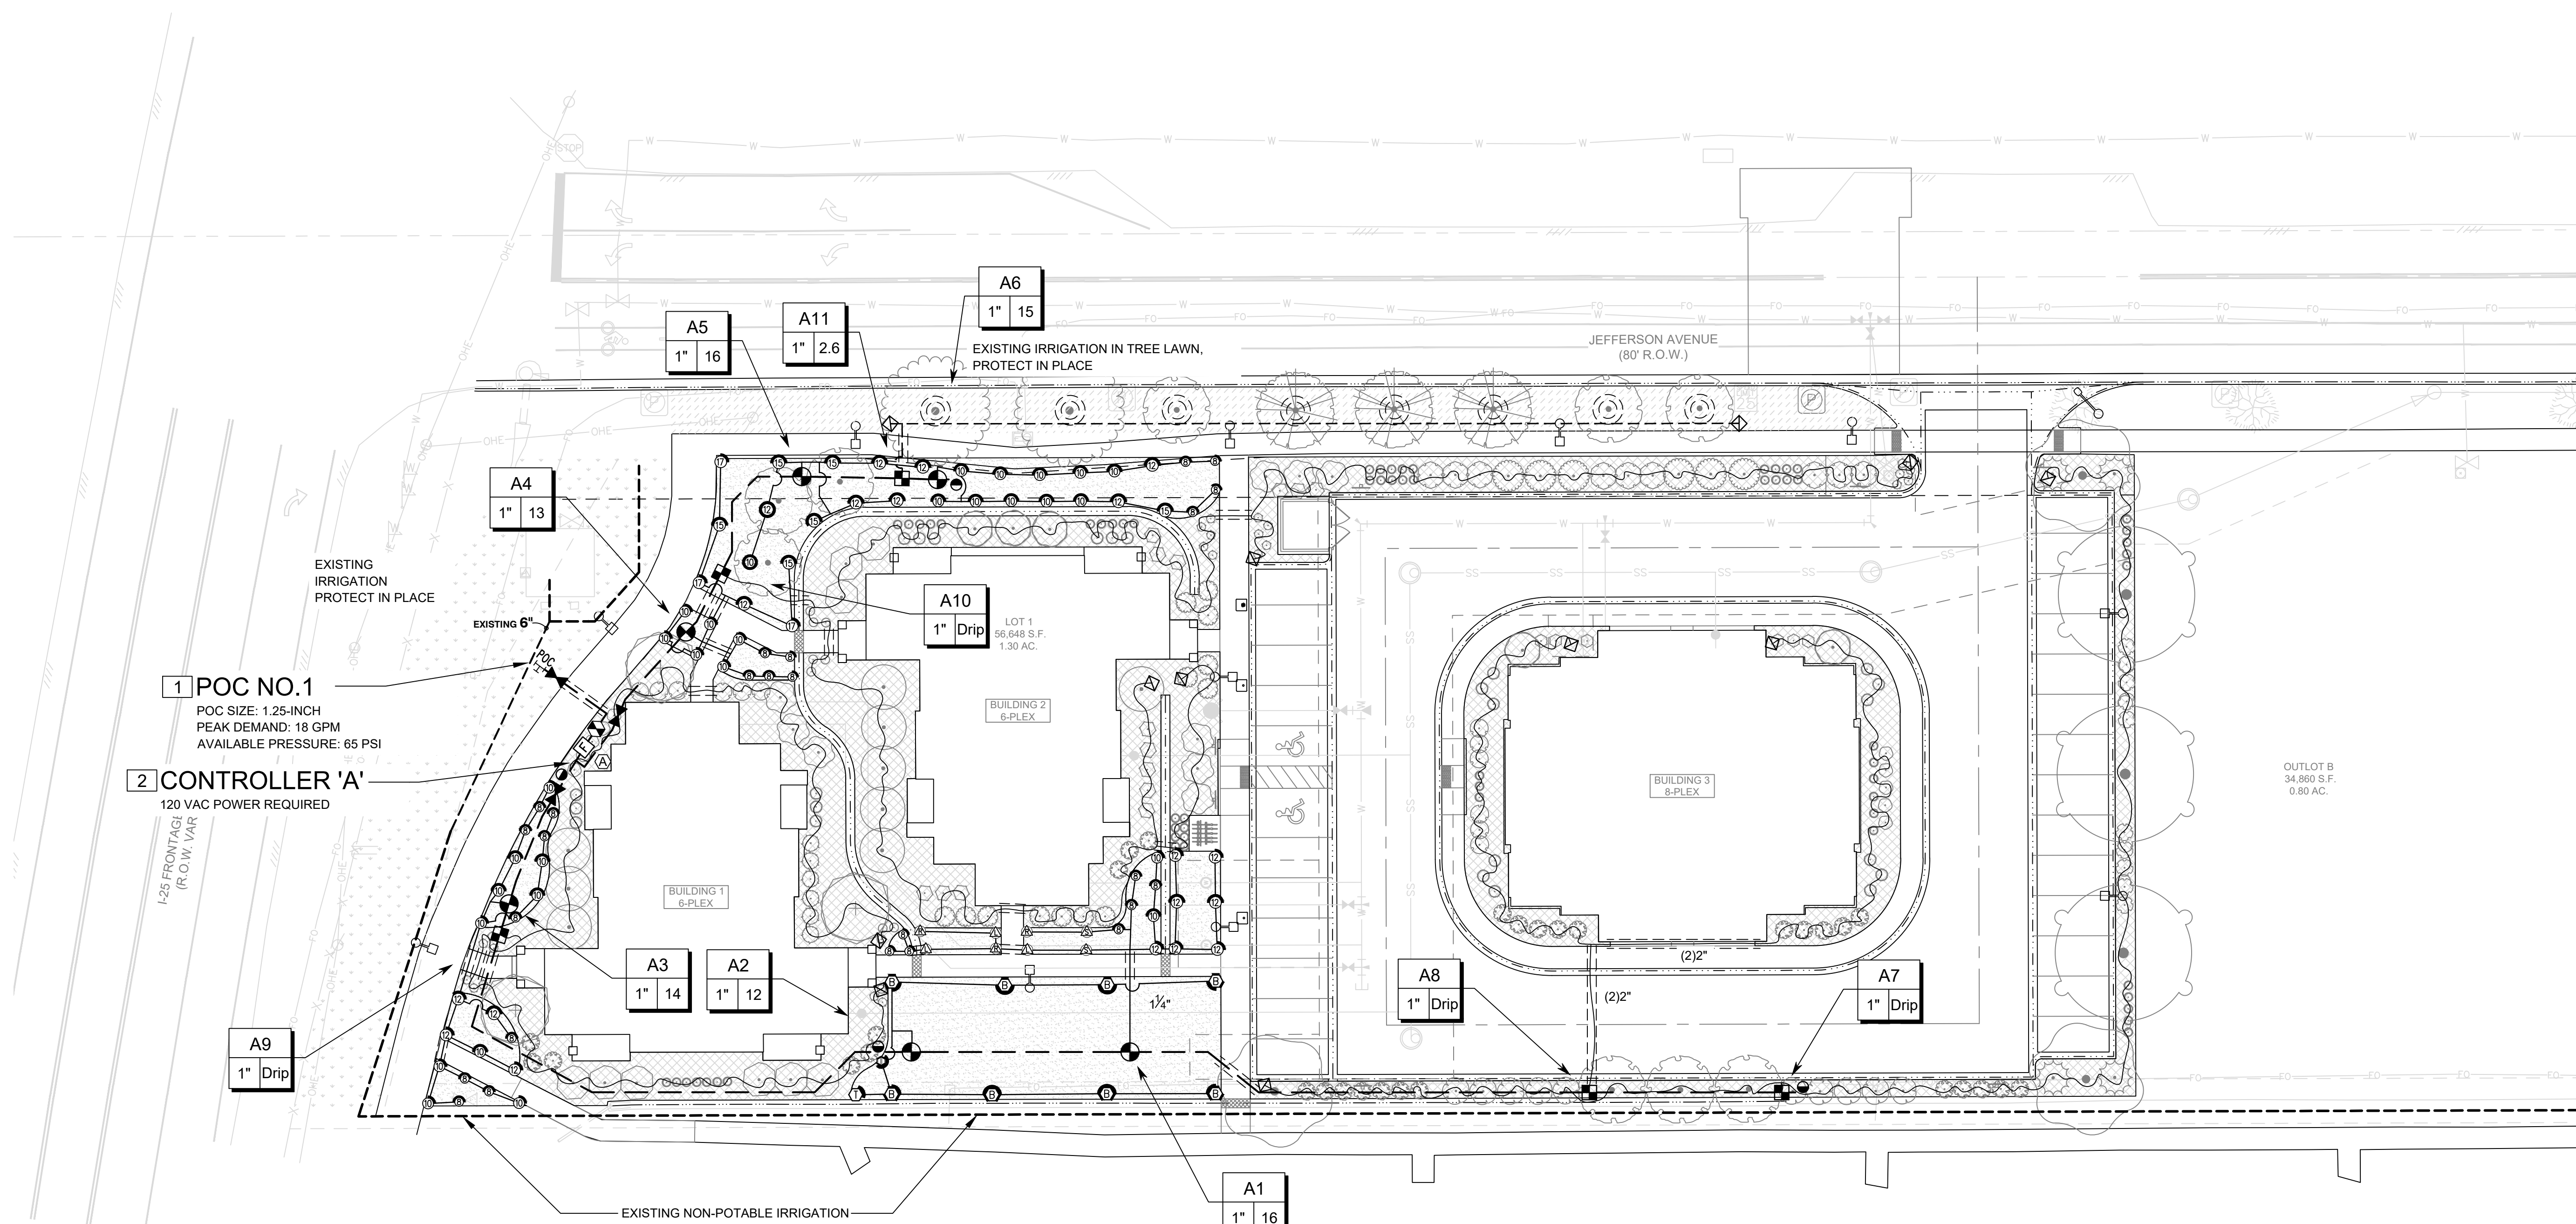 STOP
A6
1" 15
EXISTING IRRIGATION IN TREE LAWN,
PROTECT IN PLACE
A11
1" 2.6
A5
1" 16
JEFFERSON AVENUE
(80' R.O.W.)
A4
1" 13
EXISTING
IRRIGATION
PROTECT IN PLACE
EXISTING 6"
POC
1 POC NO.1
POC SIZE: 1.25-INCH
PEAK DEMAND: 18 GPM
AVAILABLE PRESSURE: 65 PSI
2 CONTROLLER 'A'
120 VAC POWER REQUIRED
I-25 FRONTAGE
(R.O.W. VAR
A10
1" Drip
LOT 1
56,648 S.F.
1.30 AC.
BUILDING 2
6-PLEX
BUILDING 3
8-PLEX
OUTLOT B
34,860 S.F.
0.80 AC.
BUILDING 1
6-PLEX
F
A
A3
1" 14
A2
1" 12
1¼"
(2)2"
(2)2"
A8
1" Drip
A7
1" Drip
A9
1" Drip
EXISTING NON-POTABLE IRRIGATION
A1
1" 16